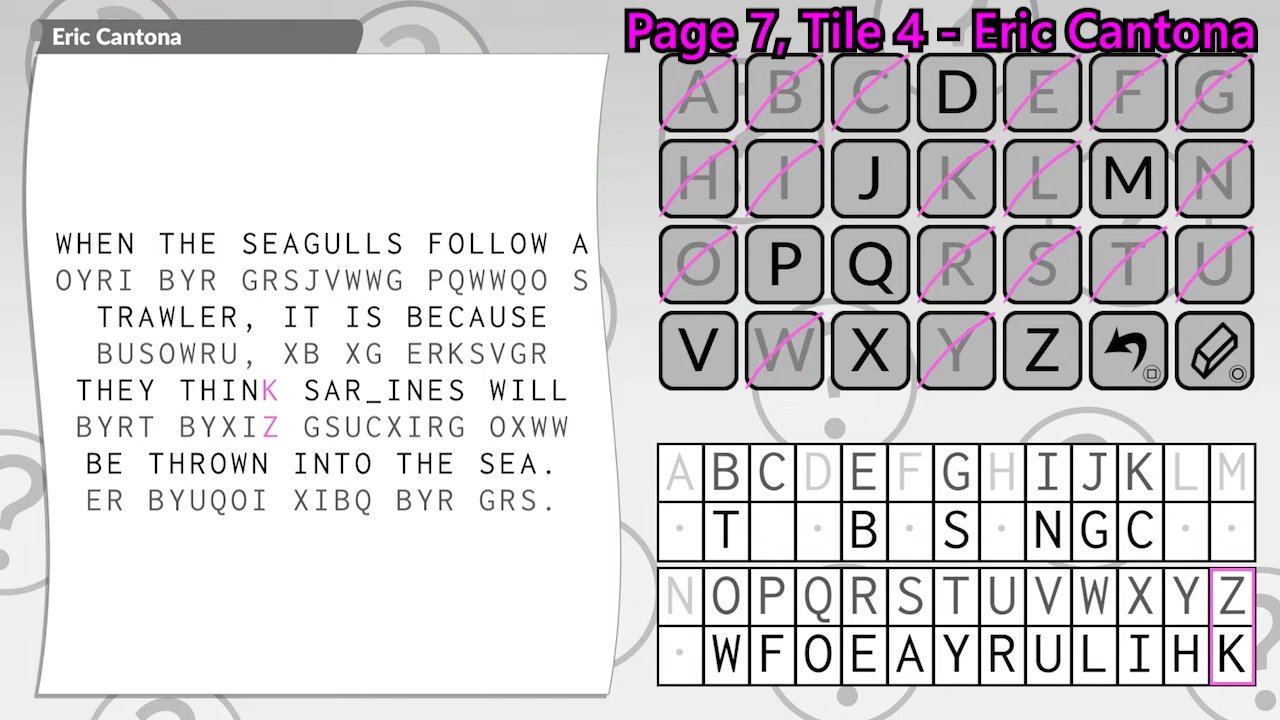 Eric Cantona
Page 7, Tile 4 - Eric Cantona
WHEN THE SEAGULLS FOLLOW A
OYRI BYR GRSJVWWG PQWWQO S
TRAWLER, IT IS BECAUSE
BUSOWRU, XB XG ERKSVGR
THEY THINK SAR_INES WILL
BYRT BYXIZ GSUCXIRG OXWW
BE THROWN INTO THE SEA.
ER BYUQOI XIBQ BYR GRS.
A B C D E F G
H I J K L M N
O P Q R S T U
V W X Y Z
A B C D E F G H I J K L M
T B S N G C
N O P Q R S T U V W X Y Z
W F O E A Y R U L I H K